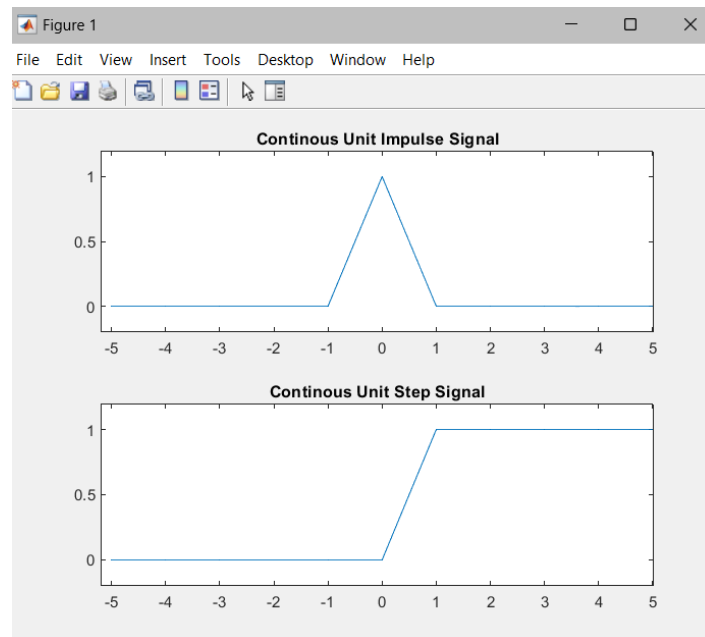 Figure 1
File Edit View Insert Tools Desktop Window Help
Continous Unit Impulse Signal
1
0.5
0
-5 -4 -3 -2 -1 0 1 2 3 4 5
Continous Unit Step Signal
1
0.5
0
-5 -4 -3 -2 -1 0 1 2 3 4 5